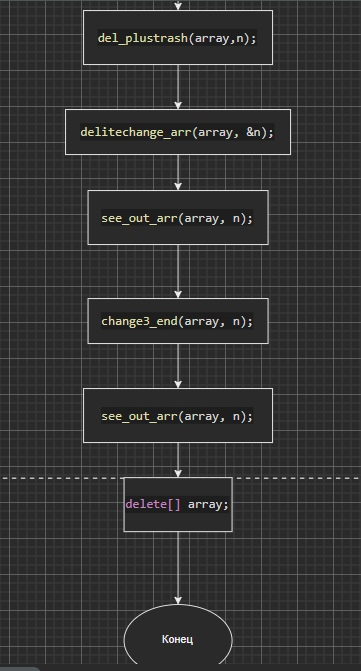 del_plustrash(array,n);
delitechange_arr(array, &n);
see_out_arr(array, n);
change3_end(array, n);
see_out_arr(array, n);
delete[] array;
Конец